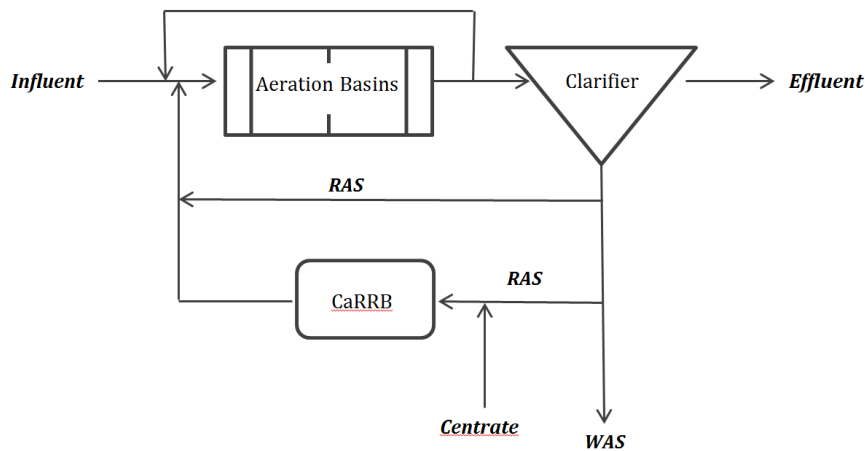 Influent
Aeration Basins
Clarifier
Effluent
RAS
RAS
CaRRB
Centrate
WAS